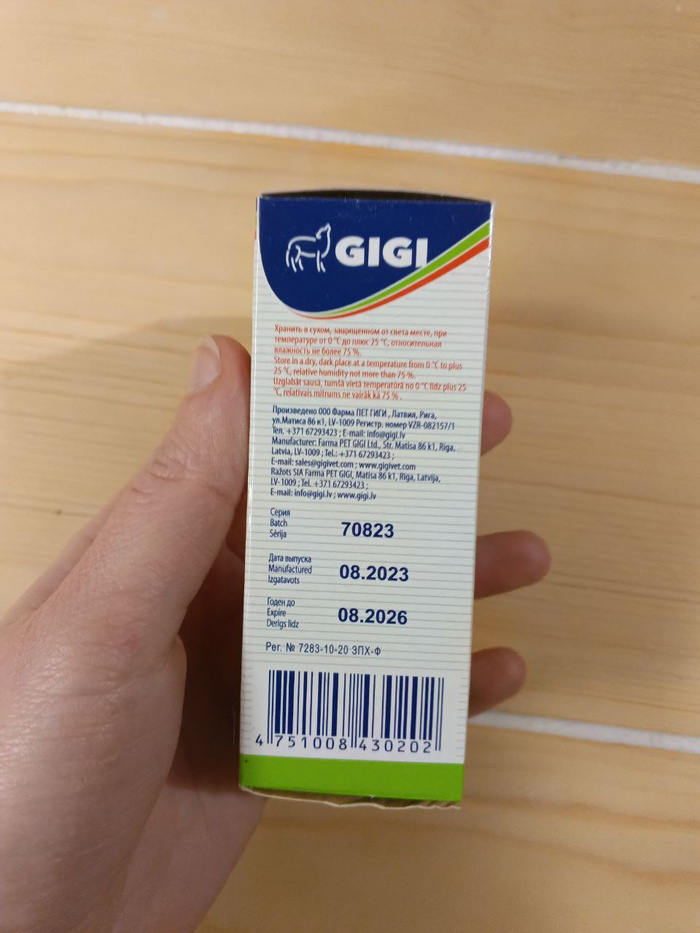 GIGI
Хранить в сухом, защищенном от света месте, при
температуре от 0 °C до плюс 25 °C, относительная
влажность не более 75 %.
Store in a dry, dark place at a temperature from 0 °C to plus
25 °C, relative humidity not more than 75 %.
Uzglabāt sausā, tumšā vietā temperatūrā no 0 °C līdz plus 25
°C, relatīvais mitrums ne vairāk kā 75 % .
Произведено ООО Фарма ПЕТ ГИГИ , Латвия, Рига,
ул.Матиса 86 к1, LV-1009 Регистр. номер VZR-082157/1
Тел. +371 67293423 ; E-mail: info@gigi.lv
Manufacturer: Farma PET GIGI Ltd., Str. Matisa 86 k1, Riga,
Latvia, LV-1009 ; Tel.: +371 67293423 ;
E-mail: sales@gigivet.com ; www.gigivet.com
Ražots SIA Farma PET GIGI, Matīsa 86 k1, Rīga, Latvija,
LV-1009 ; Tel. +371 67293423 ;
E-mail: info@gigi.lv ; www.gigi.lv
Серия
Batch 70823
Sērija
Дата выпуска
Manufactured 08.2023
Izgatavots
Годен до
Expire 08.2026
Derīgs līdz
Рег. № 7283-10-20 ЗПХ-Ф
4 751008 430202